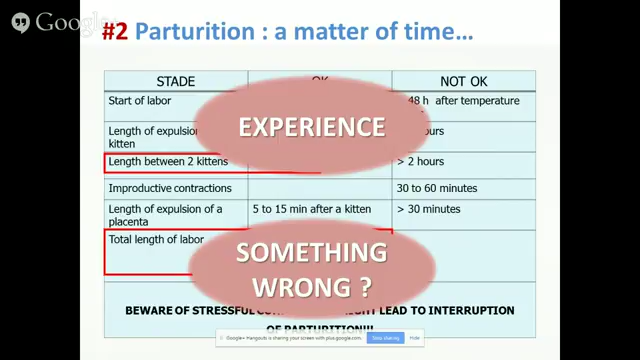 Google
#2 Parturition : a matter of time...
STADE OK NOT OK
Start of labor 48 h after temperature
Length of expulsion kitten
EXPERIENCE
Length between 2 kittens > 2 hours
Improductive contractions 30 to 60 minutes
Length of expulsion of a placenta 5 to 15 min after a kitten > 30 minutes
Total length of labor
SOMETHING
WRONG ?
BEWARE OF STRESSFUL LEAD TO INTERRUPTION
OF PARTURITION!!!
Google+ Hangouts is sharing your screen with plus.google.com. Stop sharing Hide